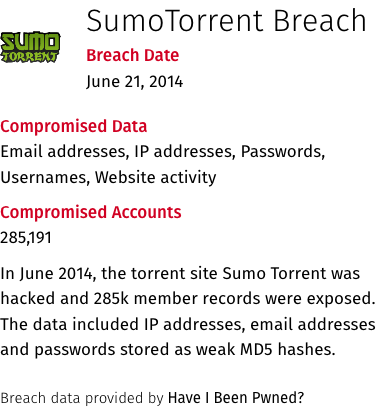 SumoTorrent Breach
SUMO
TORRENT
Breach Date
June 21, 2014
Compromised Data
Email addresses, IP addresses, Passwords,
Usernames, Website activity
Compromised Accounts
285,191
In June 2014, the torrent site Sumo Torrent was
hacked and 285k member records were exposed.
The data included IP addresses, email addresses
and passwords stored as weak MD5 hashes.
Breach data provided by Have I Been Pwned?